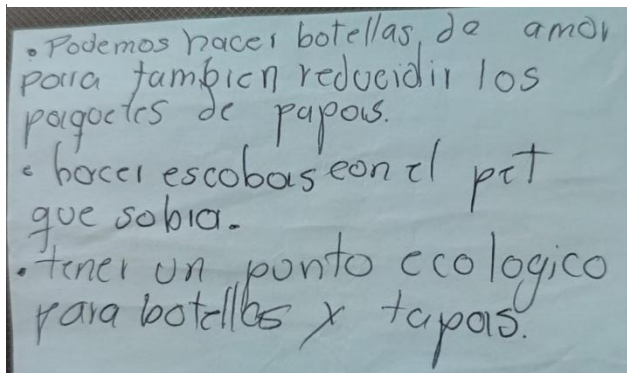 • Podemos hacer botellas de amor
para tambien reducidir los
paquetes de papas.
• hacer escobas con el pet
que sobra.
• tener un punto ecologico
para botellas y tapas.